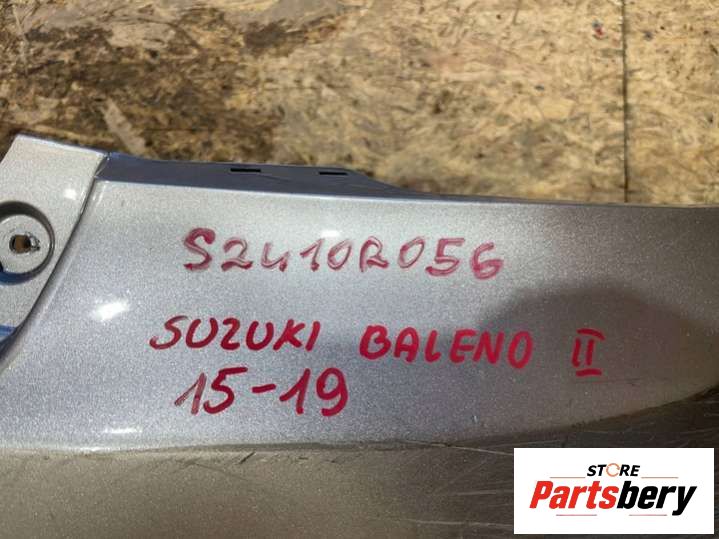 S2410R056
SUZUKI BALENO II
15-19
STORE
Partsbery